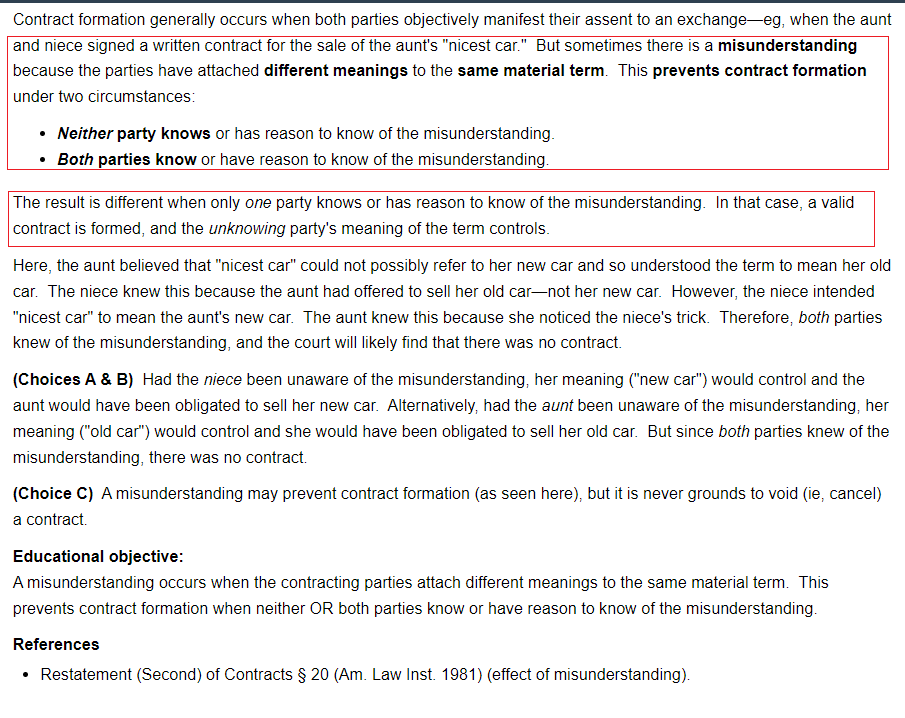 Contract formation generally occurs when both parties objectively manifest their assent to an exchange—eg, when the aunt
and niece signed a written contract for the sale of the aunt's "nicest car."  But sometimes there is a misunderstanding
because the parties have attached different meanings to the same material term.  This prevents contract formation
under two circumstances:
• Neither party knows or has reason to know of the misunderstanding.
• Both parties know or have reason to know of the misunderstanding.
The result is different when only one party knows or has reason to know of the misunderstanding.  In that case, a valid
contract is formed, and the unknowing party's meaning of the term controls.
Here, the aunt believed that "nicest car" could not possibly refer to her new car and so understood the term to mean her old
car.  The niece knew this because the aunt had offered to sell her old car—not her new car.  However, the niece intended
"nicest car" to mean the aunt's new car.  The aunt knew this because she noticed the niece's trick.  Therefore, both parties
knew of the misunderstanding, and the court will likely find that there was no contract.
(Choices A & B)  Had the niece been unaware of the misunderstanding, her meaning ("new car") would control and the
aunt would have been obligated to sell her new car.  Alternatively, had the aunt been unaware of the misunderstanding, her
meaning ("old car") would control and she would have been obligated to sell her old car.  But since both parties knew of the
misunderstanding, there was no contract.
(Choice C)  A misunderstanding may prevent contract formation (as seen here), but it is never grounds to void (ie, cancel)
a contract.
Educational objective:
A misunderstanding occurs when the contracting parties attach different meanings to the same material term.  This
prevents contract formation when neither OR both parties know or have reason to know of the misunderstanding.
References
• Restatement (Second) of Contracts § 20 (Am. Law Inst. 1981) (effect of misunderstanding).